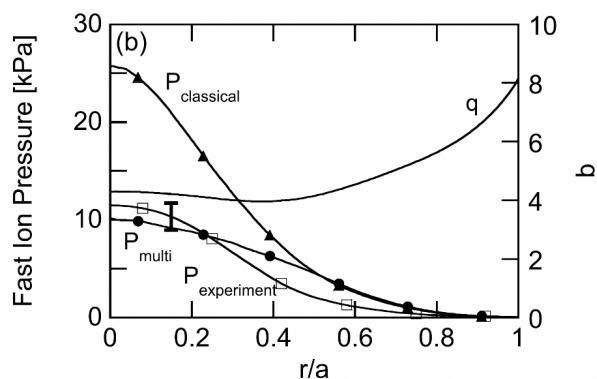 (b)
Fast Ion Pressure [kPa]
30
20
10
0
P classical
P multi
P experiment
q
10
8
6
4
2
0
q
0
0.2
0.4
0.6
0.8
1
r/a